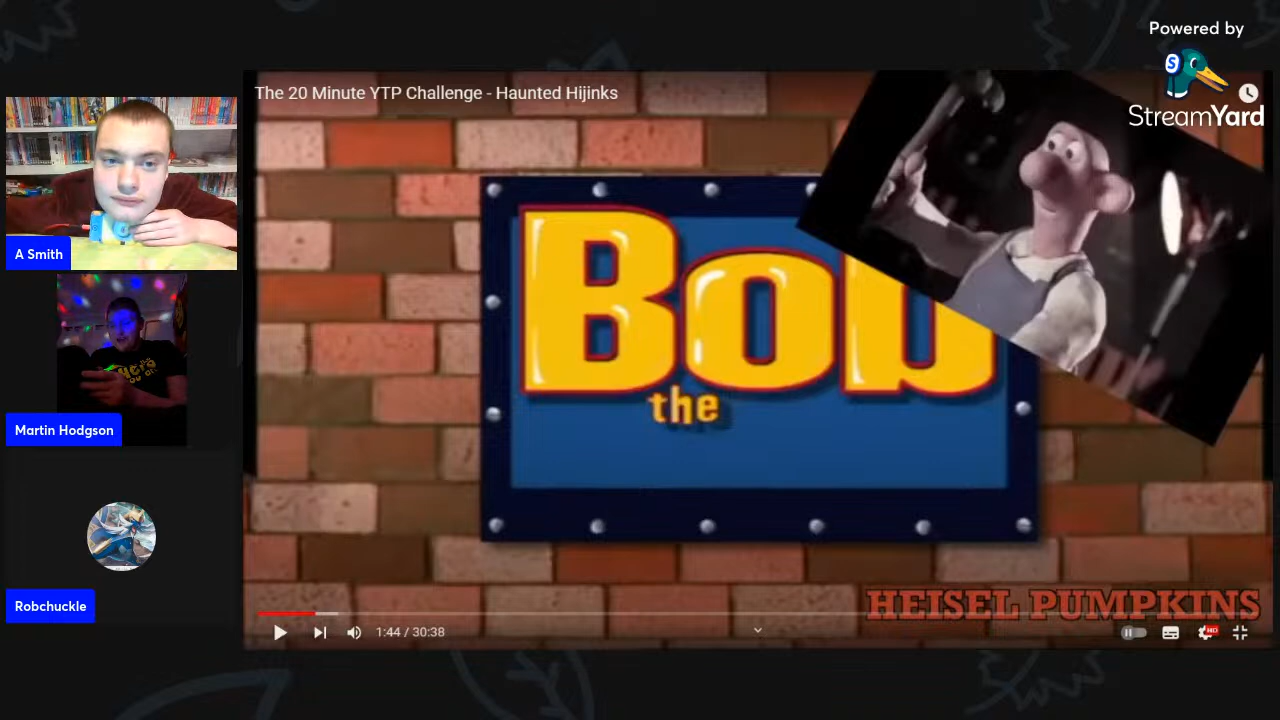 Powered by
StreamYard
The 20 Minute YTP Challenge - Haunted Hijinks
A Smith
Martin Hodgson
Robchuckle
Bob
the
HEISEL PUMPKINS
1:44 / 30:38
HD